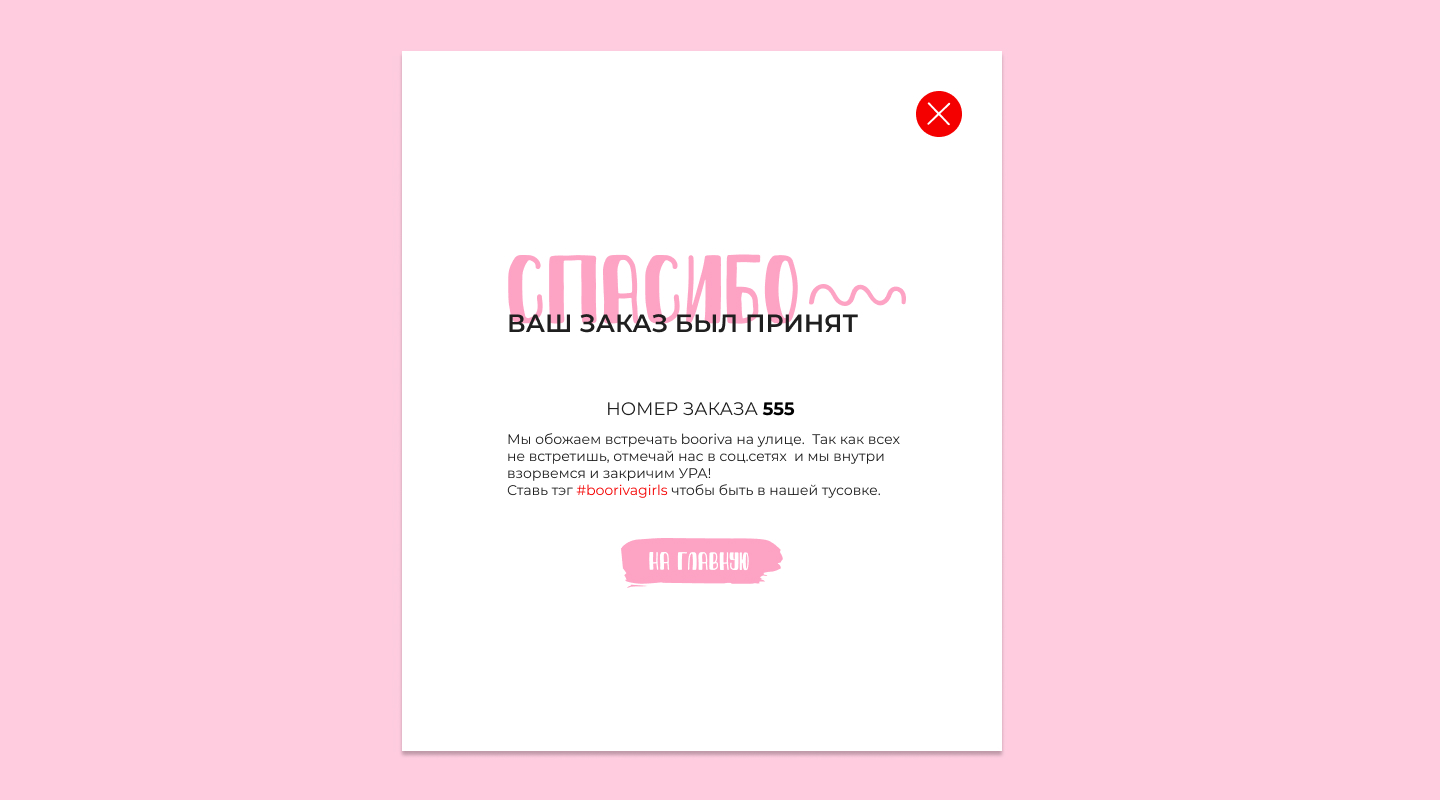 СПАСИБО
ВАШ ЗАКАЗ БЫЛ ПРИНЯТ
НОМЕР ЗАКАЗА 555
Мы обожаем встречать booriva на улице.  Так как всех
не встретишь, отмечай нас в соц.сетях  и мы внутри
взорвемся и закричим УРА!
Ставь тэг #boorivagirls чтобы быть в нашей тусовке.
НА ГЛАВНУЮ